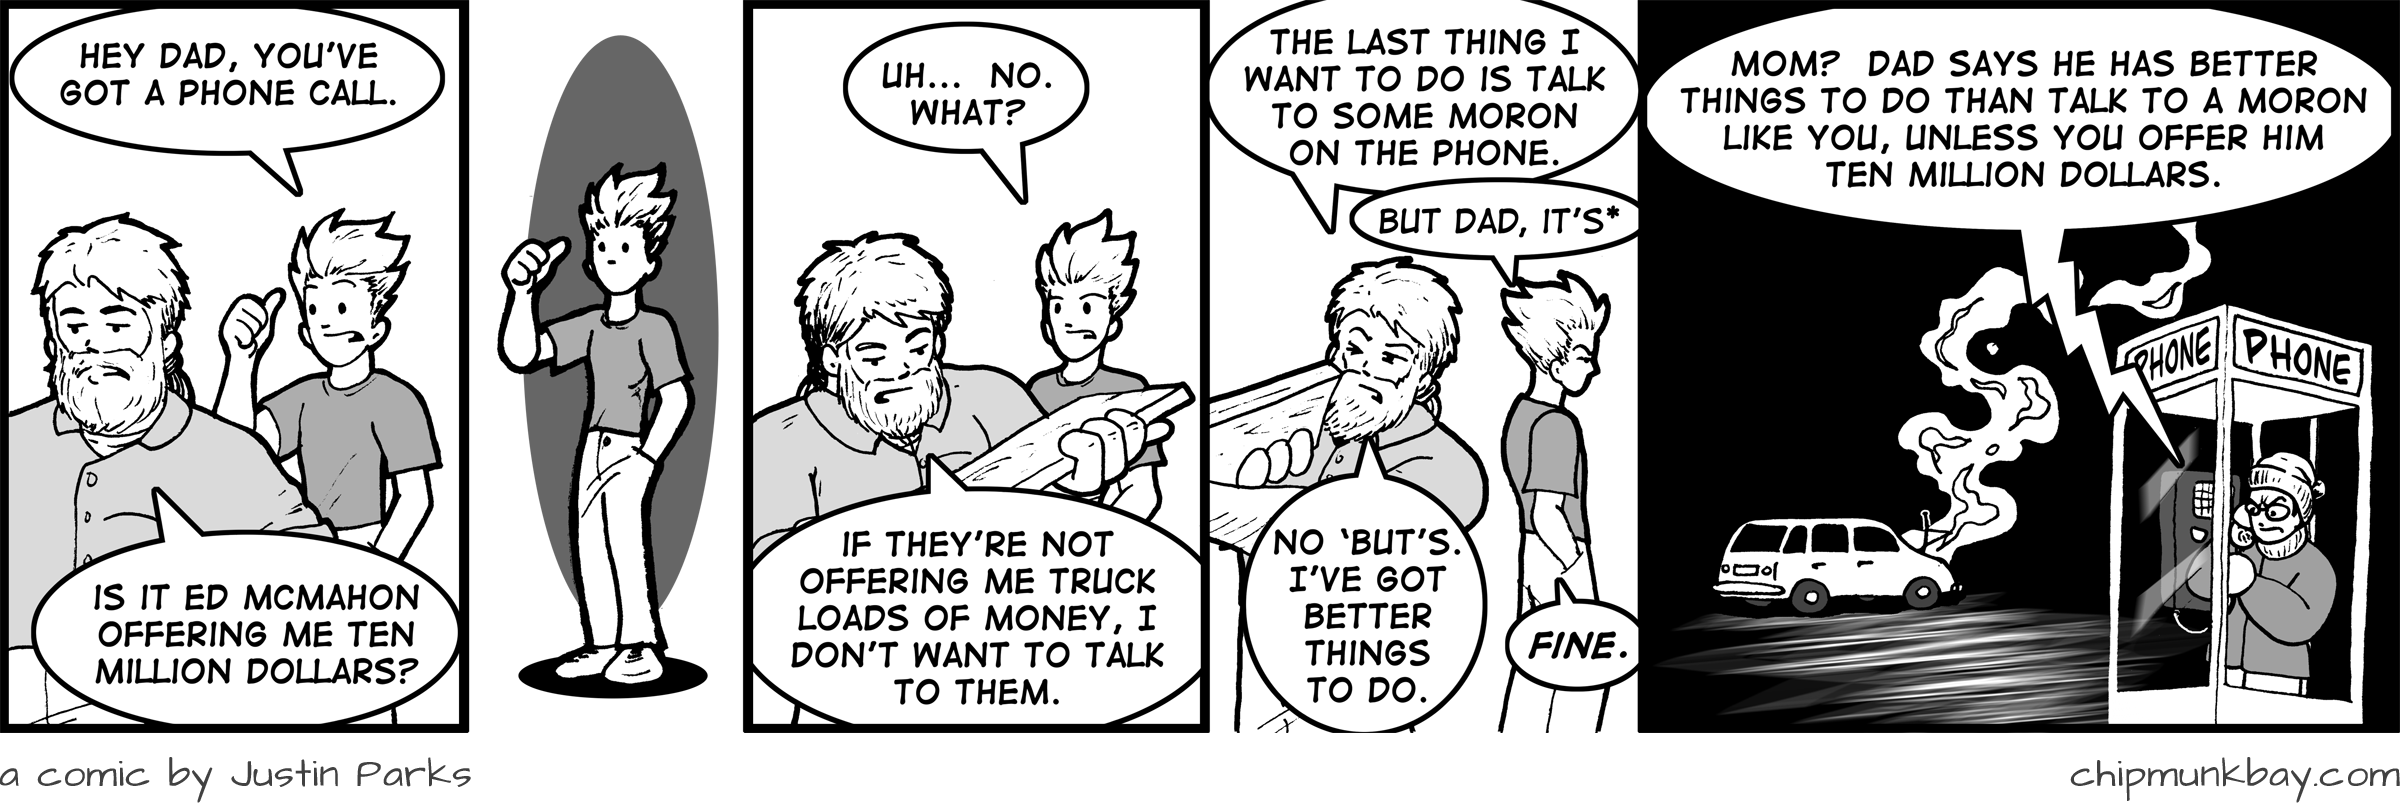 HEY DAD, YOU'VE
GOT A PHONE CALL.
IS IT ED MCMAHON
OFFERING ME TEN
MILLION DOLLARS?
UH... NO.
WHAT?
IF THEY'RE NOT
OFFERING ME TRUCK
LOADS OF MONEY, I
DON'T WANT TO TALK
TO THEM.
THE LAST THING I
WANT TO DO IS TALK
TO SOME MORON
ON THE PHONE.
BUT DAD, IT'S*
NO 'BUT'S.
I'VE GOT
BETTER
THINGS
TO DO.
FINE.
MOM? DAD SAYS HE HAS BETTER
THINGS TO DO THAN TALK TO A MORON
LIKE YOU, UNLESS YOU OFFER HIM
TEN MILLION DOLLARS.
PHONE
PHONE
a comic by Justin Parks
chipmunkbay.com